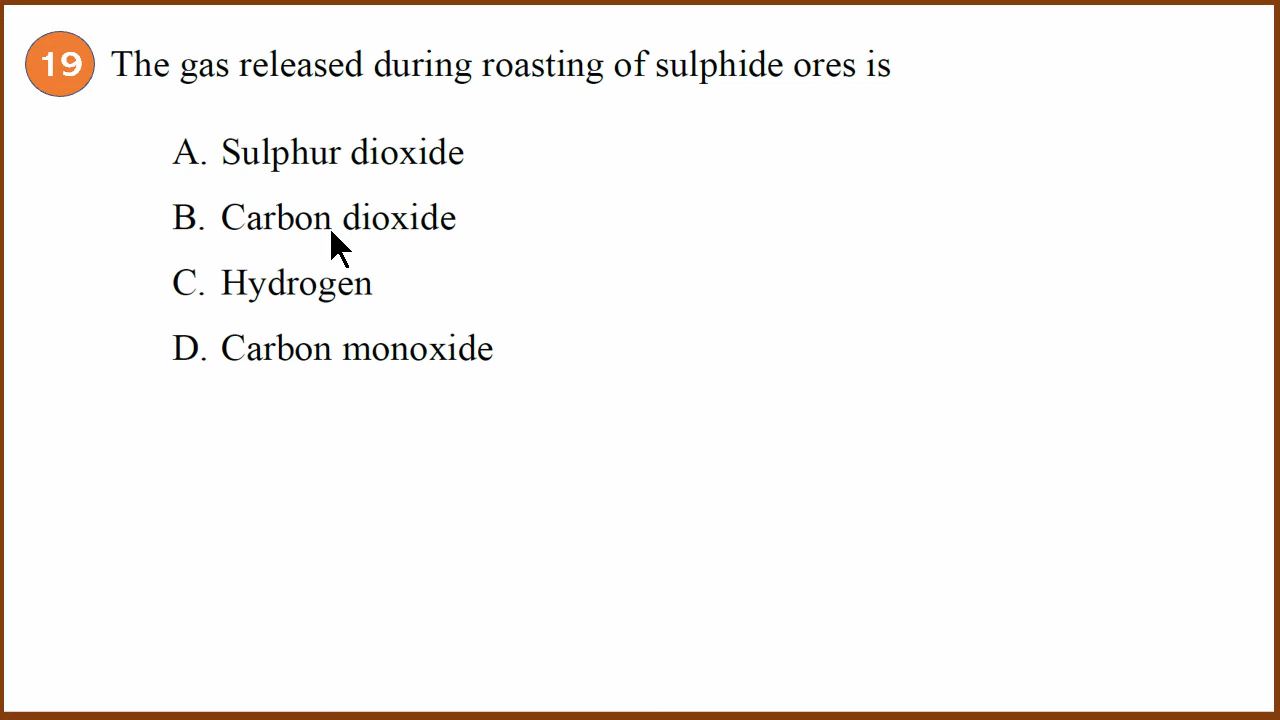 19 The gas released during roasting of sulphide ores is
A. Sulphur dioxide
B. Carbon dioxide
C. Hydrogen
D. Carbon monoxide